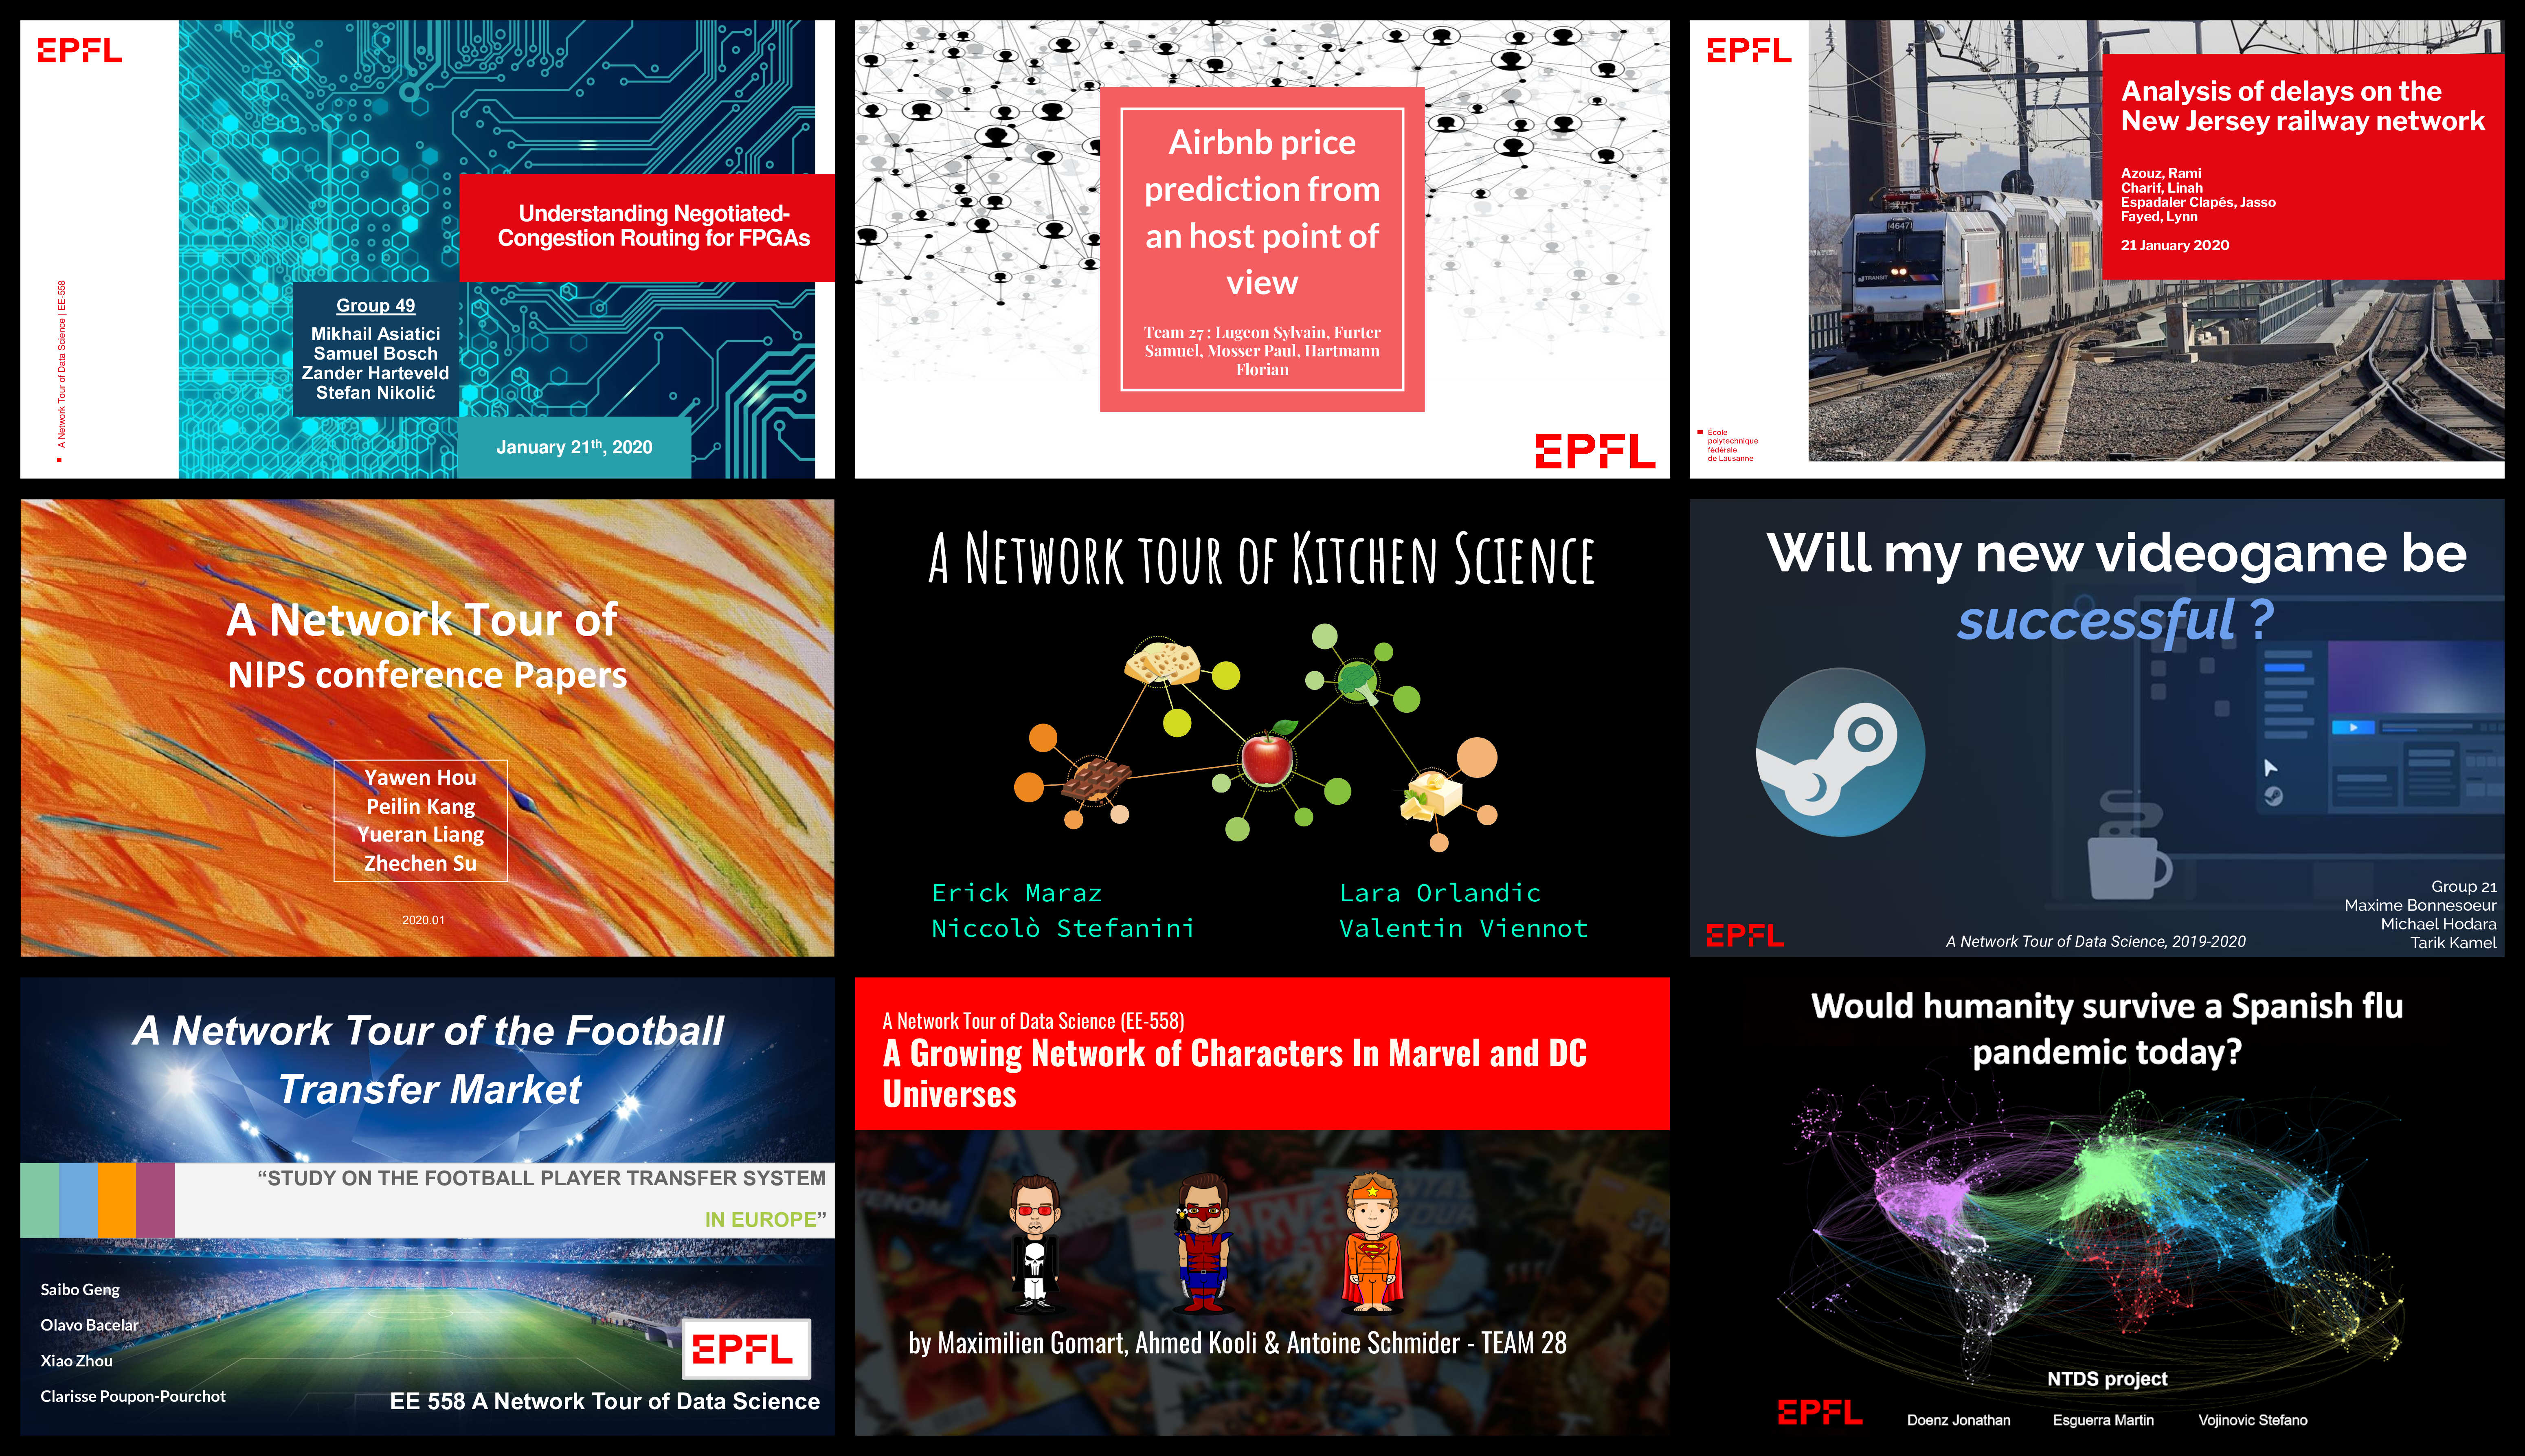 EPFL
Understanding Negotiated-
Congestion Routing for FPGAs
Group 49
Mikhail Asiatici
Samuel Bosch
Zander Harteveld
Stefan Nikolić
January 21th, 2020
A Network Tour of Data Science | EE-558
Airbnb price
prediction from
an host point of
view
Team 27 : Lugeon Sylvain, Furter
Samuel, Mosser Paul, Hartmann
Florian
EPFL
EPFL
Analysis of delays on the
New Jersey railway network
Azouz, Rami
Charif, Linah
Espadaler Clapés, Jasso
Fayed, Lynn
21 January 2020
4647
TRANSIT
École
polytechnique
fédérale
de Lausanne
A Network Tour of
NIPS conference Papers
Yawen Hou
Peilin Kang
Yueran Liang
Zhechen Su
2020.01
A Network tour of Kitchen Science
Erick Maraz
Niccolò Stefanini
Lara Orlandic
Valentin Viennot
Will my new videogame be
successful ?
Group 21
Maxime Bonnesoeur
Michael Hodara
Tarik Kamel
EPFL
A Network Tour of Data Science, 2019-2020
A Network Tour of the Football
Transfer Market
“STUDY ON THE FOOTBALL PLAYER TRANSFER SYSTEM
IN EUROPE”
Saibo Geng
Olavo Bacelar
Xiao Zhou
Clarisse Poupon-Pourchot
EPFL
EE 558 A Network Tour of Data Science
A Network Tour of Data Science (EE-558)
A Growing Network of Characters In Marvel and DC
Universes
VENOM
by Maximilien Gomart, Ahmed Kooli & Antoine Schmider - TEAM 28
Would humanity survive a Spanish flu
pandemic today?
NTDS project
EPFL
Doenz Jonathan
Esguerra Martin
Vojinovic Stefano